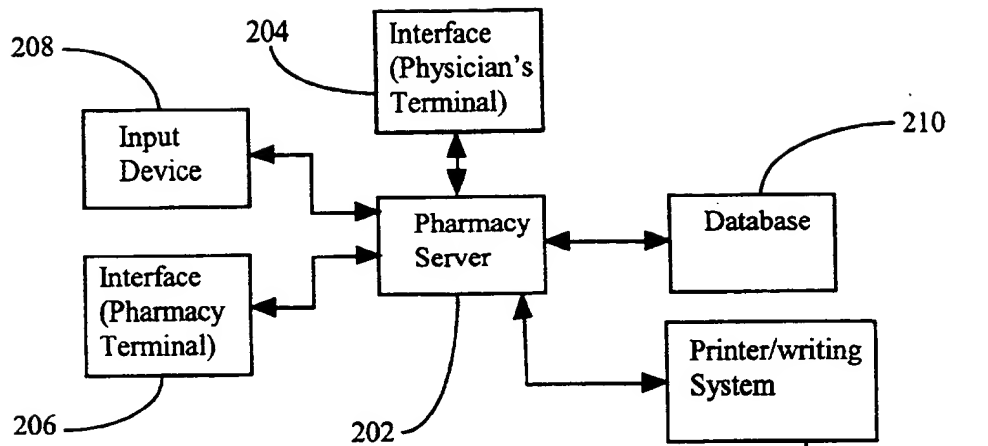 204
Interface
(Physician's
Terminal)
208
210
Input
Device
Pharmacy
Server
Database
Interface
(Pharmacy
Terminal)
Printer/writing
System
206
202